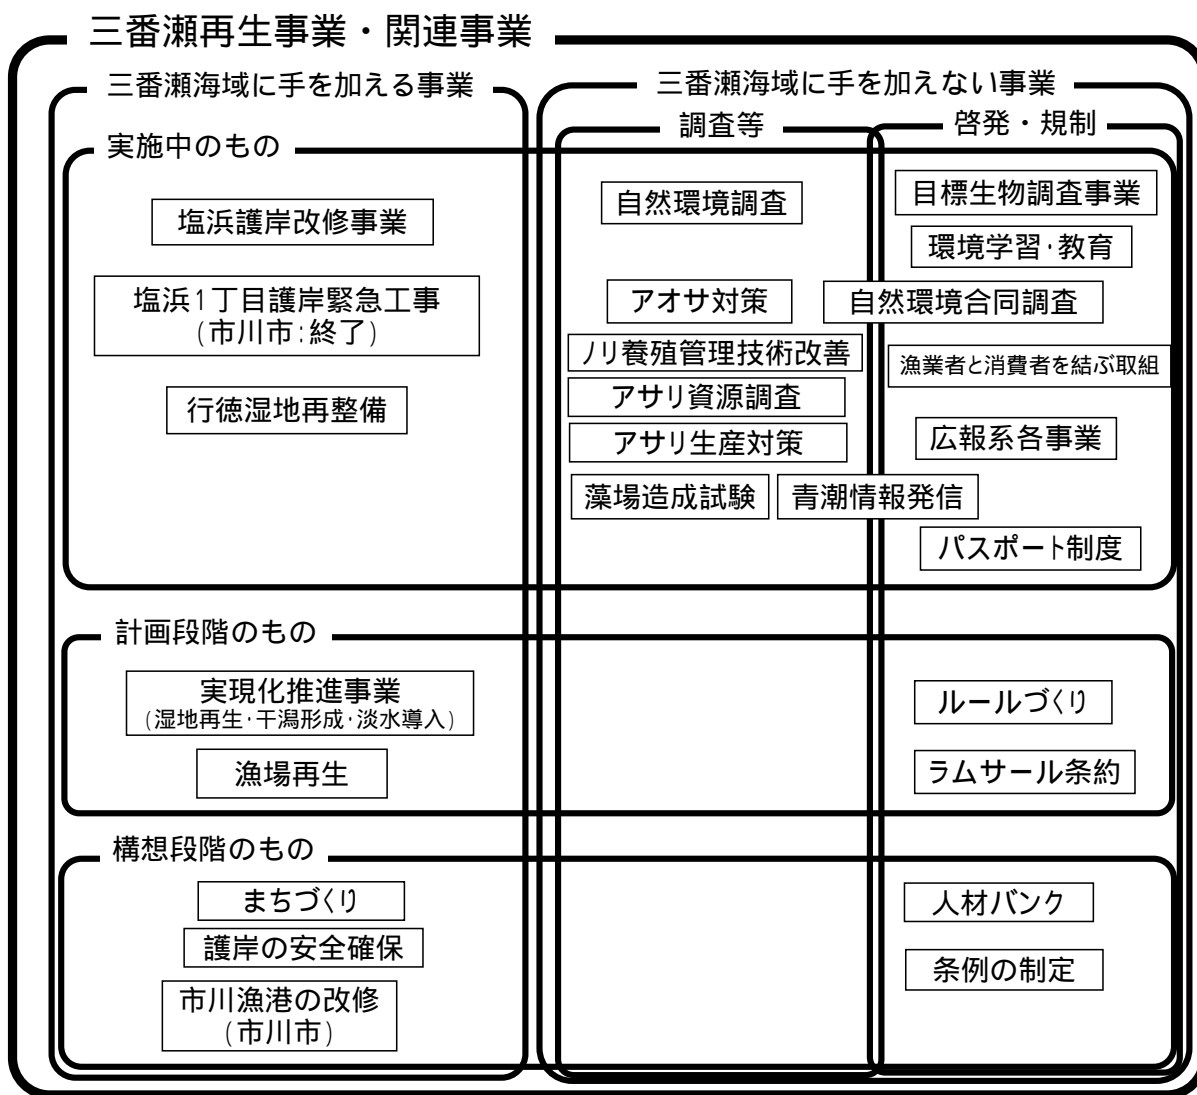 三番瀬再生事業・関連事業
三番瀬海域に手を加える事業
三番瀬海域に手を加えない事業
調査等
啓発・規制
実施中のもの
塩浜護岸改修事業
塩浜1丁目護岸緊急工事
(市川市:終了)
行徳湿地再整備
自然環境調査
アオサ対策
ノリ養殖管理技術改善
アサリ資源調査
アサリ生産対策
藻場造成試験
青潮情報発信
目標生物調査事業
環境学習・教育
自然環境合同調査
漁業者と消費者を結ぶ取組
広報系各事業
パスポート制度
計画段階のもの
実現化推進事業
(湿地再生・干潟形成・淡水導入)
漁場再生
ルールづくり
ラムサール条約
構想段階のもの
まちづくり
護岸の安全確保
市川漁港の改修
(市川市)
人材バンク
条例の制定